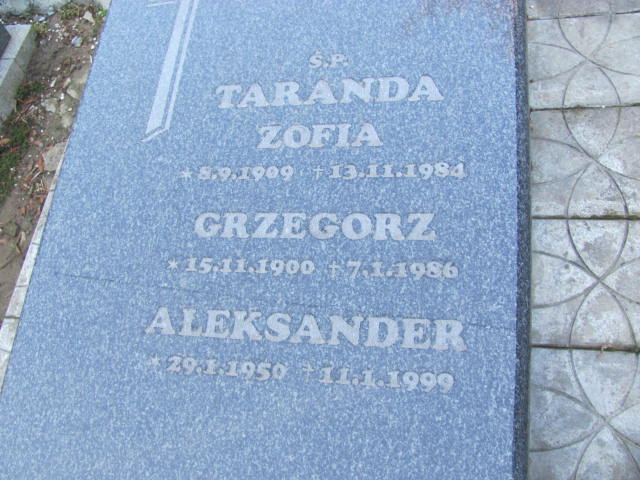 Ś.P.
TARANDA
ZOFIA
* 8.9.1909 + 13.11.1984
GRZEGORZ
* 15.11.1900 + 7.1.1986
ALEKSANDER
* 29.1.1950 + 11.1.1999